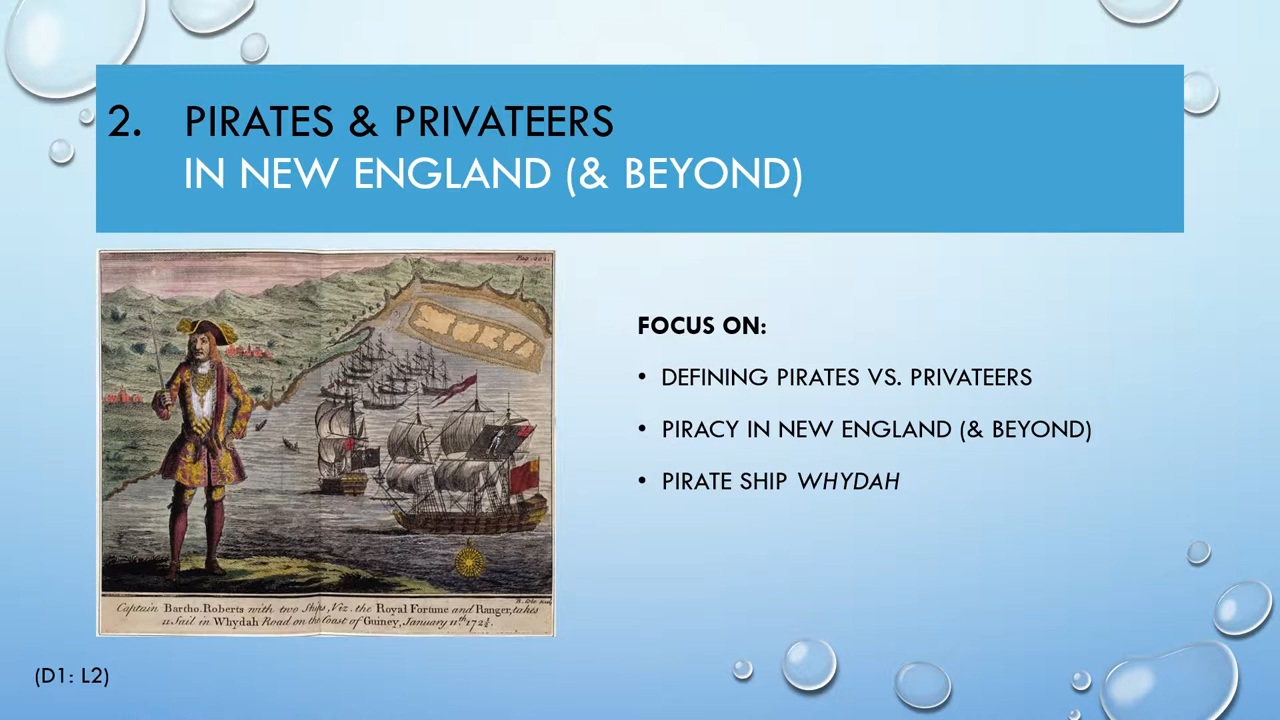 2. PIRATES & PRIVATEERS
IN NEW ENGLAND (& BEYOND)
Captain Bartho. Roberts with two Ships, Viz. the Royal Fortune and Ranger, takes
11 Sail in Whydah Road on the Coast of Guiney, January 11th 172½.
FOCUS ON:
• DEFINING PIRATES VS. PRIVATEERS
• PIRACY IN NEW ENGLAND (& BEYOND)
• PIRATE SHIP WHYDAH
(D1: L2)